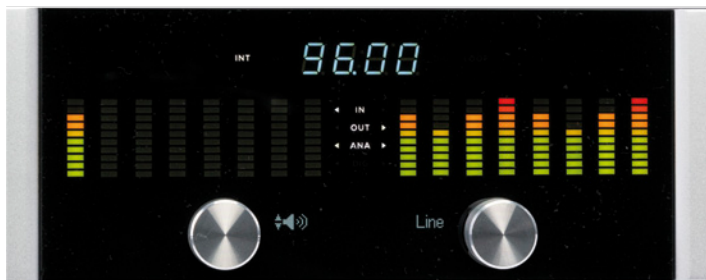 INT 96.00
◄ IN
OUT ►
◄ ANA ►
Line